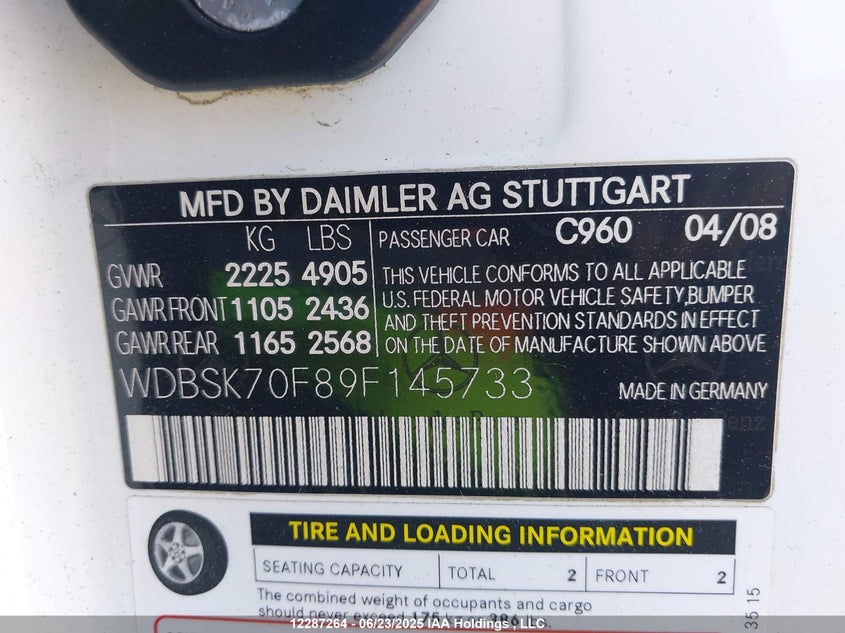 MFD BY DAIMLER AG STUTTGART
KG LBS
PASSENGER CAR C960 04/08
GVWR 2225 4905
GAWR FRONT 1105 2436
GAWR REAR 1165 2568
THIS VEHICLE CONFORMS TO ALL APPLICABLE
U.S. FEDERAL MOTOR VEHICLE SAFETY,BUMPER
AND THEFT PREVENTION STANDARDS IN EFFECT
ON THE DATE OF MANUFACTURE SHOWN ABOVE
WDBSK70F89F145733 MADE IN GERMANY
TIRE AND LOADING INFORMATION
SEATING CAPACITY TOTAL 2 FRONT 2
The combined weight of occupants and cargo
should never exceed
3515
12287264 - 06/23/2025 IAA Holdings , LLC.